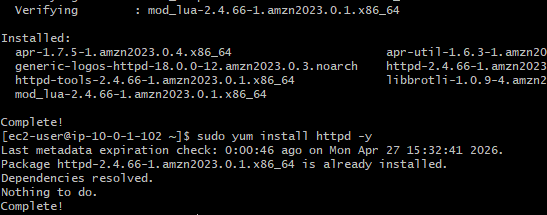 Verifying        : mod_lua-2.4.66-1.amzn2023.0.1.x86_64
Installed:
apr-1.7.5-1.amzn2023.0.4.x86_64 apr-util-1.6.3-1.amzn20
generic-logos-httpd-18.0.0-12.amzn2023.0.3.noarch httpd-2.4.66-1.amzn2023
httpd-tools-2.4.66-1.amzn2023.0.1.x86_64 libbrotli-1.0.9-4.amzn2
mod_lua-2.4.66-1.amzn2023.0.1.x86_64
Complete!
[ec2-user@ip-10-0-1-102 ~]$ sudo yum install httpd -y
Last metadata expiration check: 0:00:46 ago on Mon Apr 27 15:32:41 2026.
Package httpd-2.4.66-1.amzn2023.0.1.x86_64 is already installed.
Dependencies resolved.
Nothing to do.
Complete!